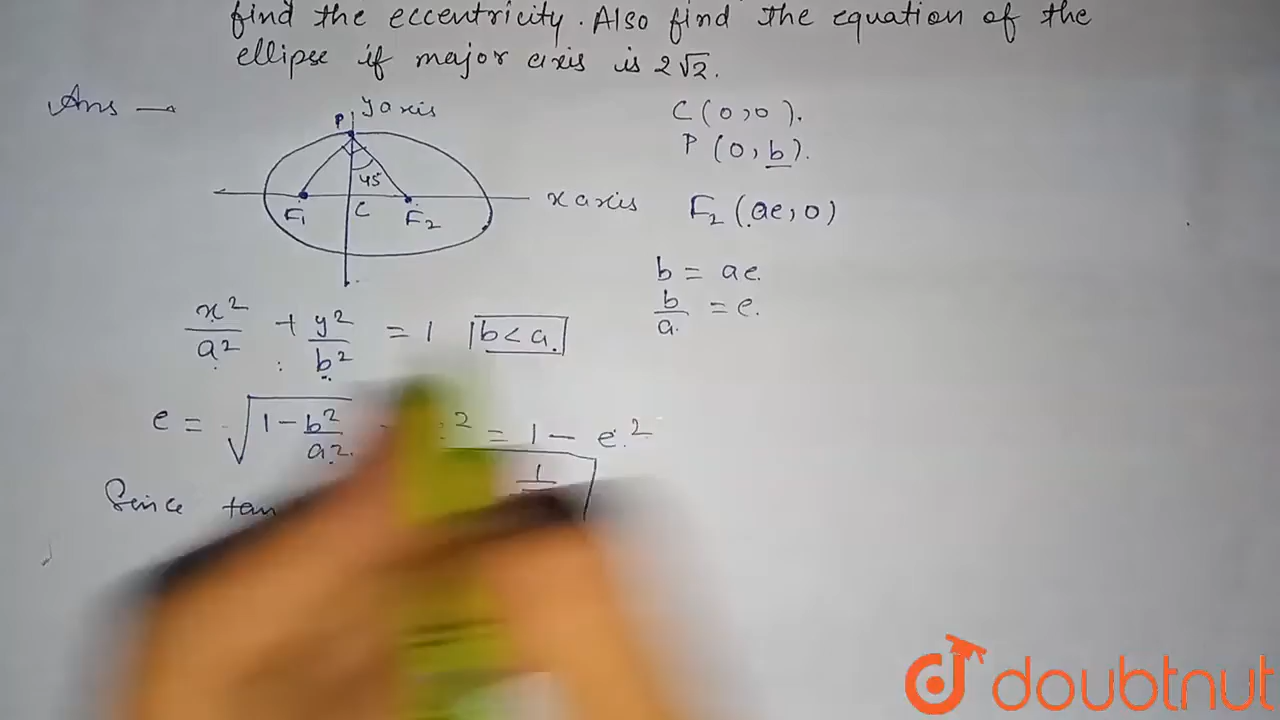 find the eccentricity. Also find the equation of the
ellipse if major axis is 2√2.
Ans →
y axis
P
45
F₁
C
F₂
x axis
C (0,0).
P (0, b).
F₂ (ae, 0)
b = ae.
b/a. = e.
x²/a² + y²/b² = 1 b < a.
e = √(1 - b²/a².) ² = 1 - e.²
Since tan
doubtnut